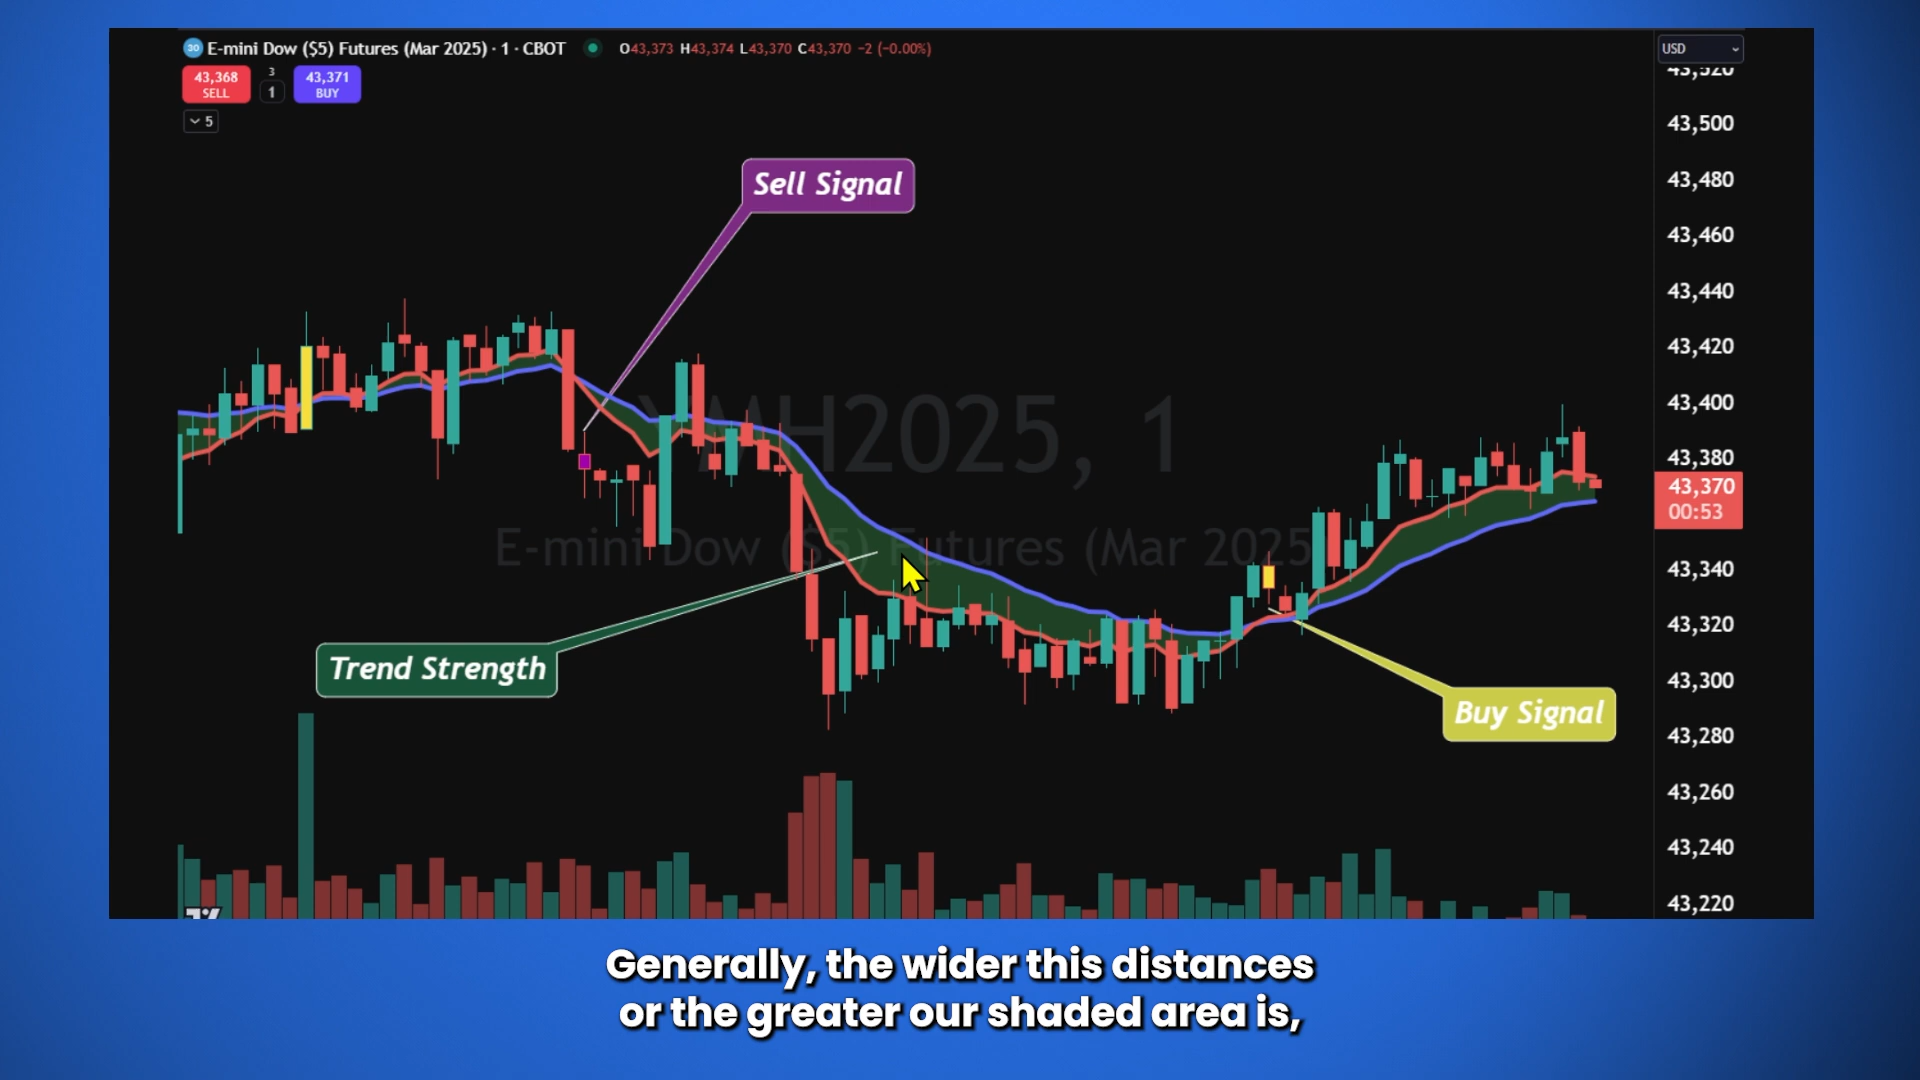 30 E-mini Dow ($5) Futures (Mar 2025) · 1 · CBOT O43,373 H43,374 L43,370 C43,370 −2 (−0.00%)
USD
43,368
SELL
3
1
43,371
BUY
5
43,520
43,500
43,480
43,460
43,440
43,420
43,400
43,380
43,370
00:53
43,340
43,320
43,300
43,280
43,260
43,240
43,220
Sell Signal
YMH2025, 1
E-mini Dow ($5) Futures (Mar 2025)
Trend Strength
Buy Signal
Generally, the wider this distances
or the greater our shaded area is,